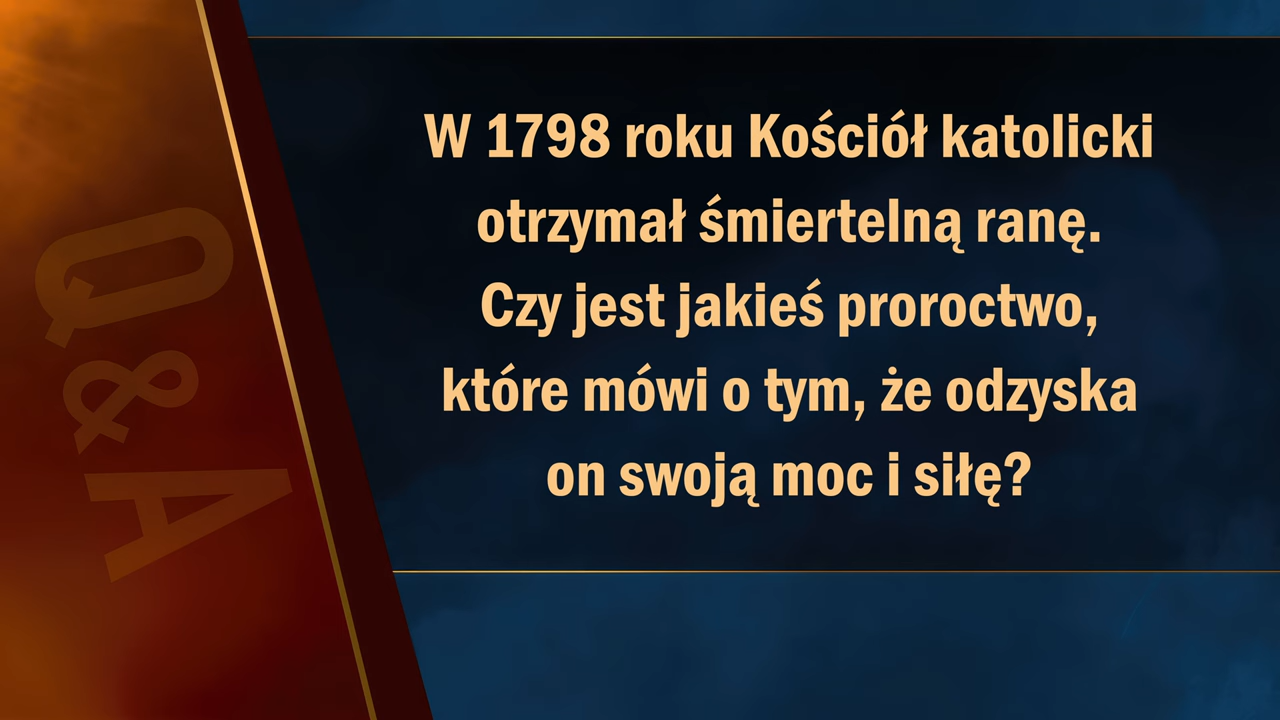 Q&A
W 1798 roku Kościół katolicki
otrzymał śmiertelną ranę.
Czy jest jakieś proroctwo,
które mówi o tym, że odzyska
on swoją moc i siłę?